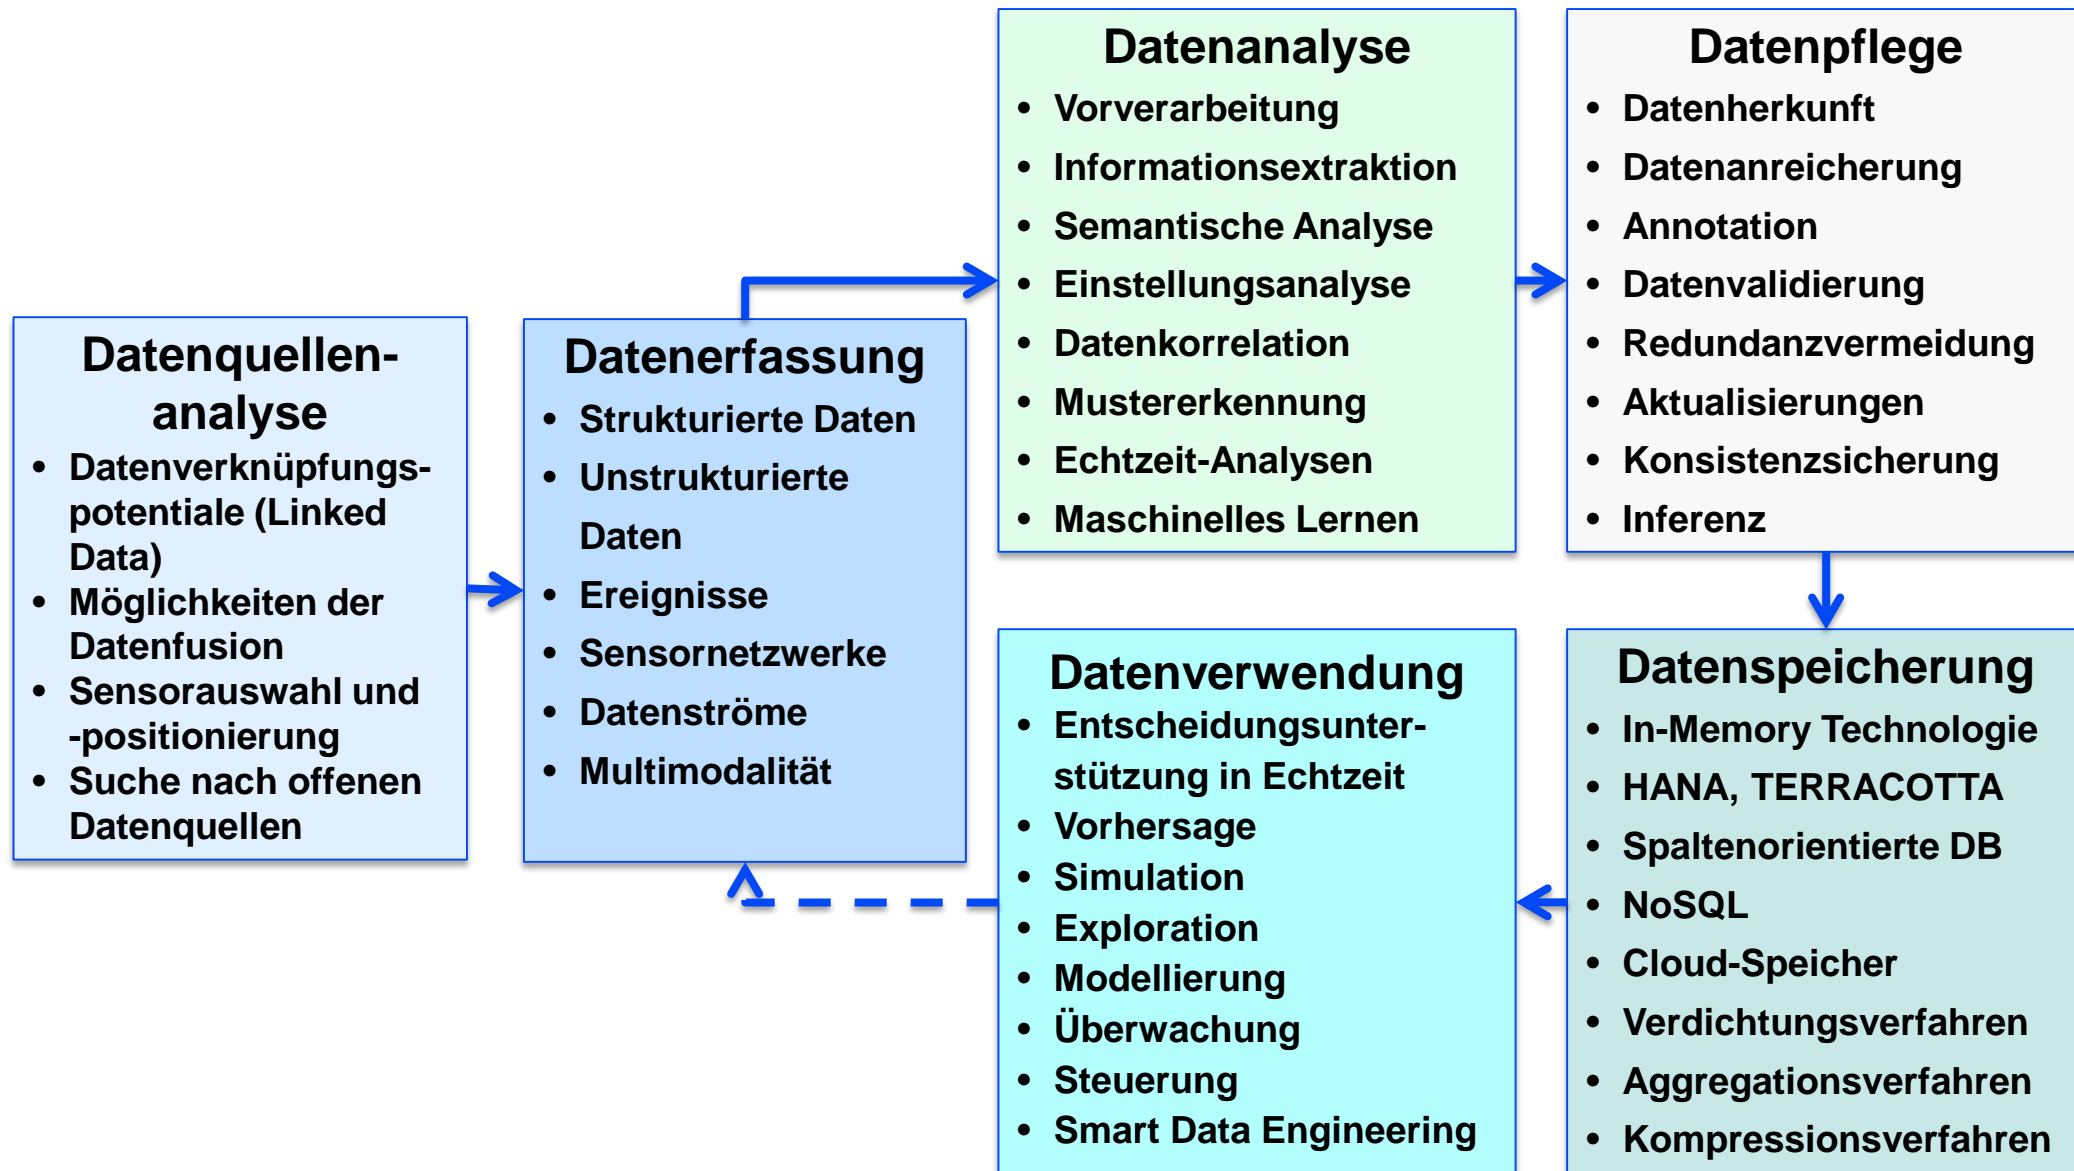 Datenquellen-
analyse
• Datenverknüpfungs-
potentiale (Linked
Data)
• Möglichkeiten der
Datenfusion
• Sensorauswahl und
-positionierung
• Suche nach offenen
Datenquellen
Datenerfassung
• Strukturierte Daten
• Unstrukturierte
Daten
• Ereignisse
• Sensornetzwerke
• Datenströme
• Multimodalität
Datenanalyse
• Vorverarbeitung
• Informationsextraktion
• Semantische Analyse
• Einstellungsanalyse
• Datenkorrelation
• Mustererkennung
• Echtzeit-Analysen
• Maschinelles Lernen
Datenpflege
• Datenherkunft
• Datenanreicherung
• Annotation
• Datenvalidierung
• Redundanzvermeidung
• Aktualisierungen
• Konsistenzsicherung
• Inferenz
Datenspeicherung
• In-Memory Technologie
• HANA, TERRACOTTA
• Spaltenorientierte DB
• NoSQL
• Cloud-Speicher
• Verdichtungsverfahren
• Aggregationsverfahren
• Kompressionsverfahren
Datenverwendung
• Entscheidungsunter-
stützung in Echtzeit
• Vorhersage
• Simulation
• Exploration
• Modellierung
• Überwachung
• Steuerung
• Smart Data Engineering